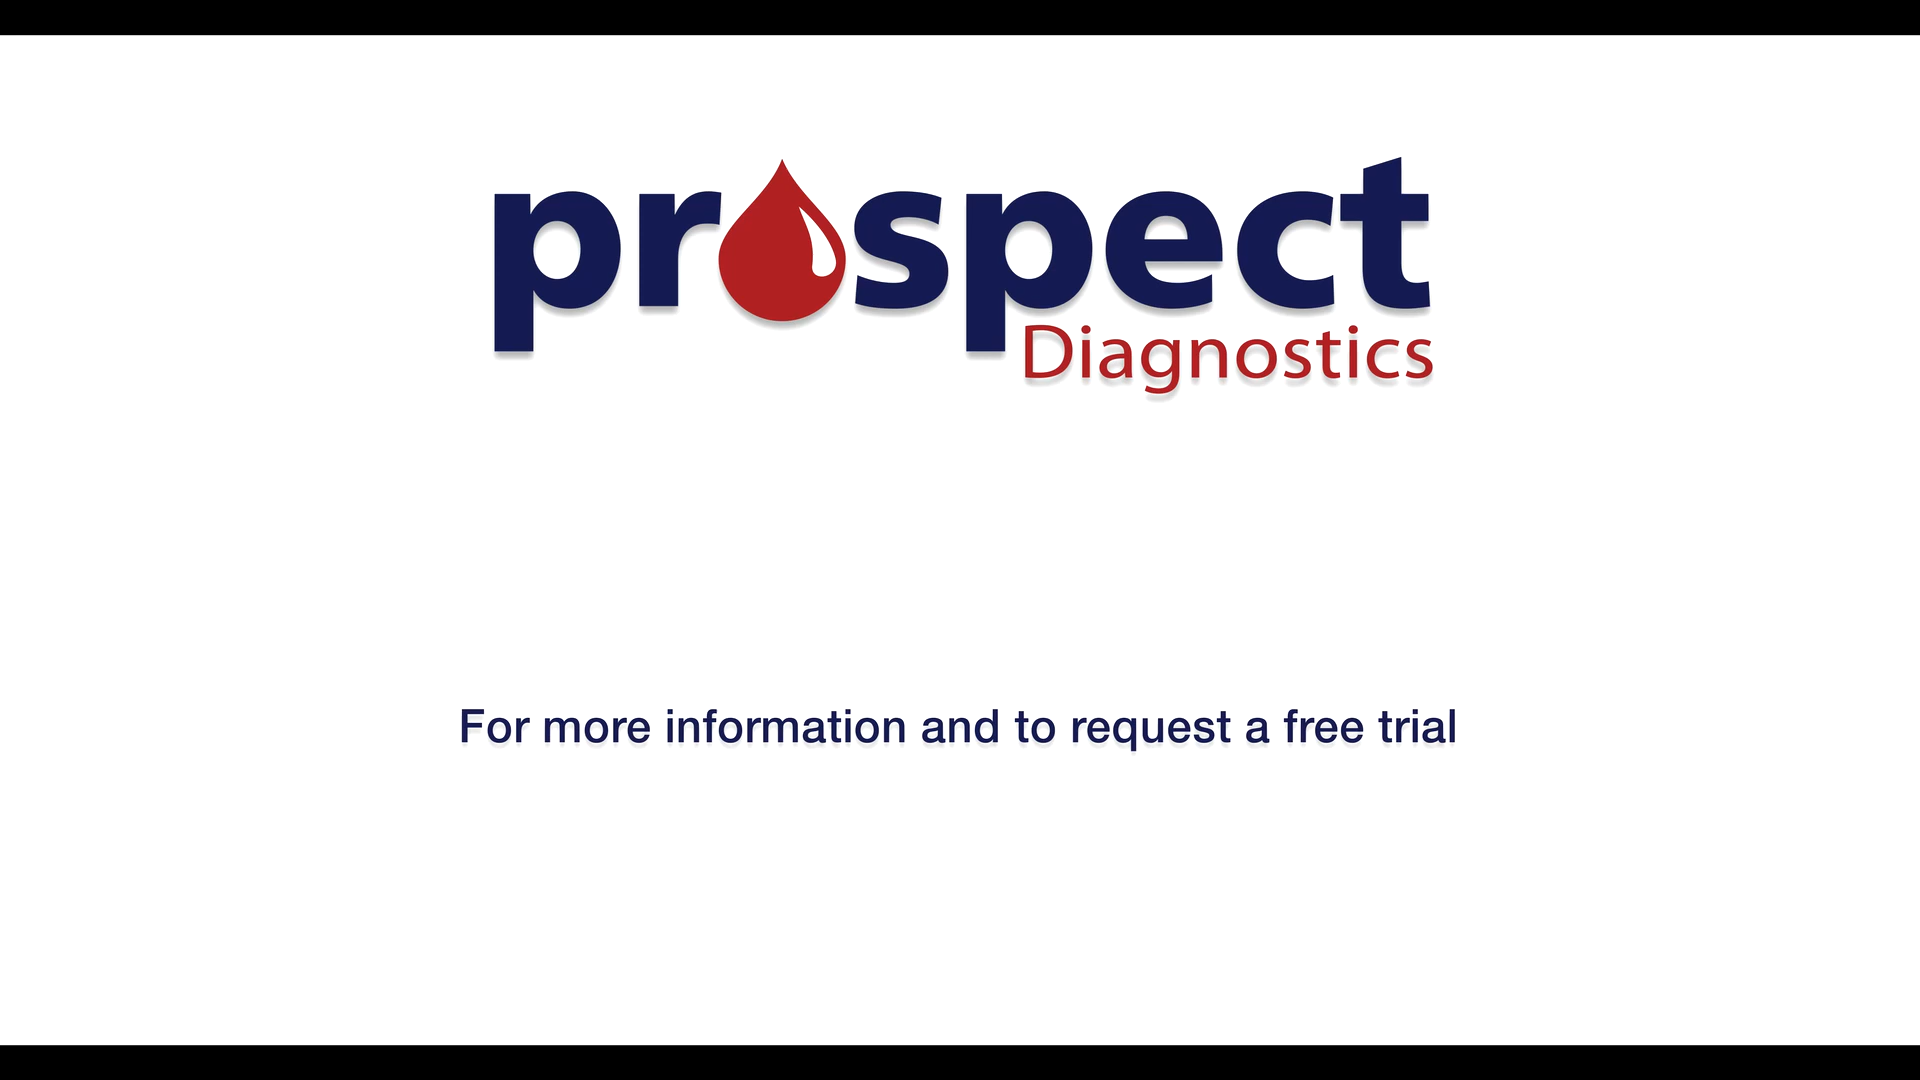 prospect
Diagnostics
For more information and to request a free trial